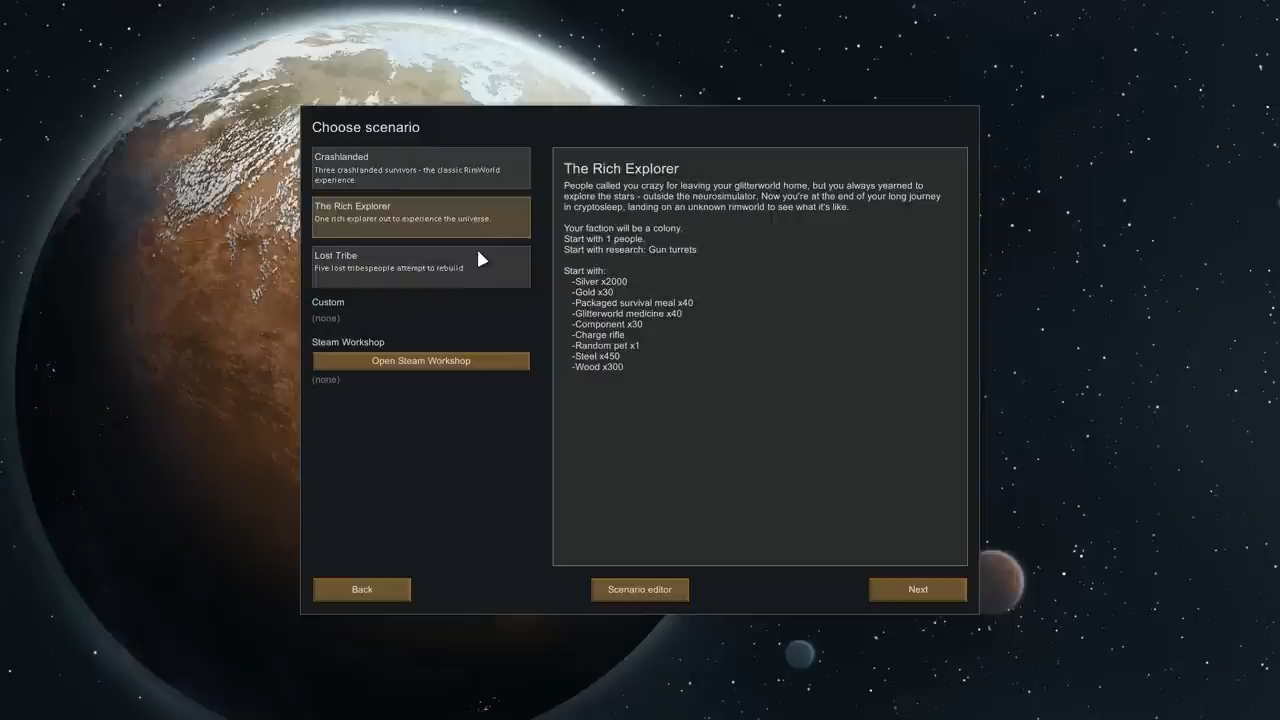 Choose scenario
Crashlanded
Three crashlanded survivors - the classic RimWorld
experience.
The Rich Explorer
One rich explorer out to experience the universe.
Lost Tribe
Five lost tribespeople attempt to rebuild
Custom
(none)
Steam Workshop
Open Steam Workshop
(none)
The Rich Explorer
People called you crazy for leaving your glitterworld home, but you always yearned to
explore the stars - outside the neurosimulator. Now you're at the end of your long journey
in cryptosleep, landing on an unknown rimworld to see what it's like.
Your faction will be a colony.
Start with 1 people.
Start with research: Gun turrets
Start with:
-Silver x2000
-Gold x30
-Packaged survival meal x40
-Glitterworld medicine x40
-Component x30
-Charge rifle
-Random pet x1
-Steel x450
-Wood x300
Back
Scenario editor
Next